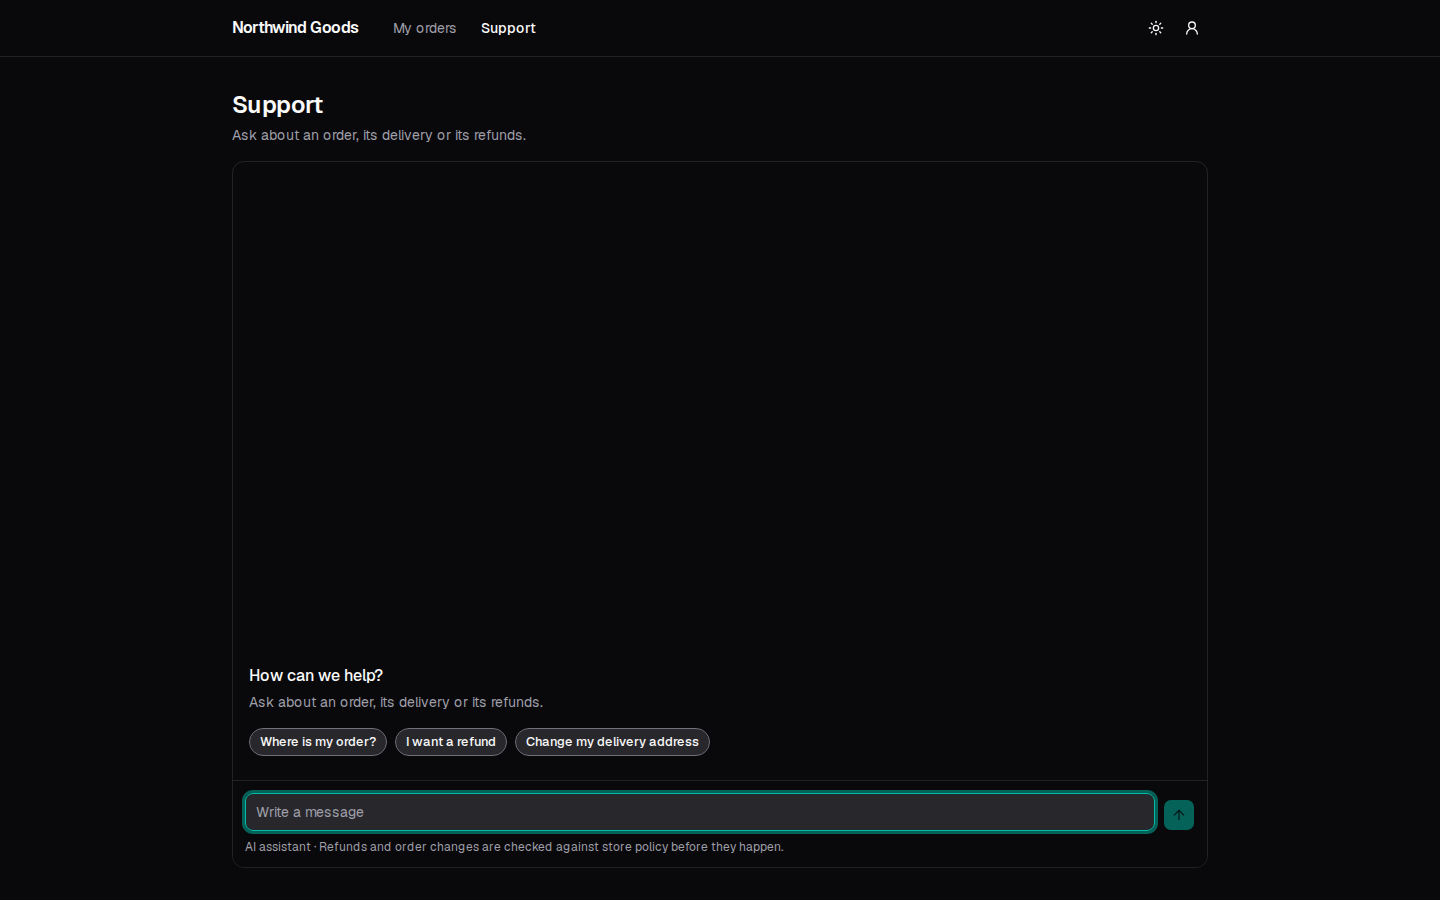 Northwind Goods My orders Support
Support
Ask about an order, its delivery or its refunds.
How can we help?
Ask about an order, its delivery or its refunds.
Where is my order? I want a refund Change my delivery address
Write a message
AI assistant · Refunds and order changes are checked against store policy before they happen.